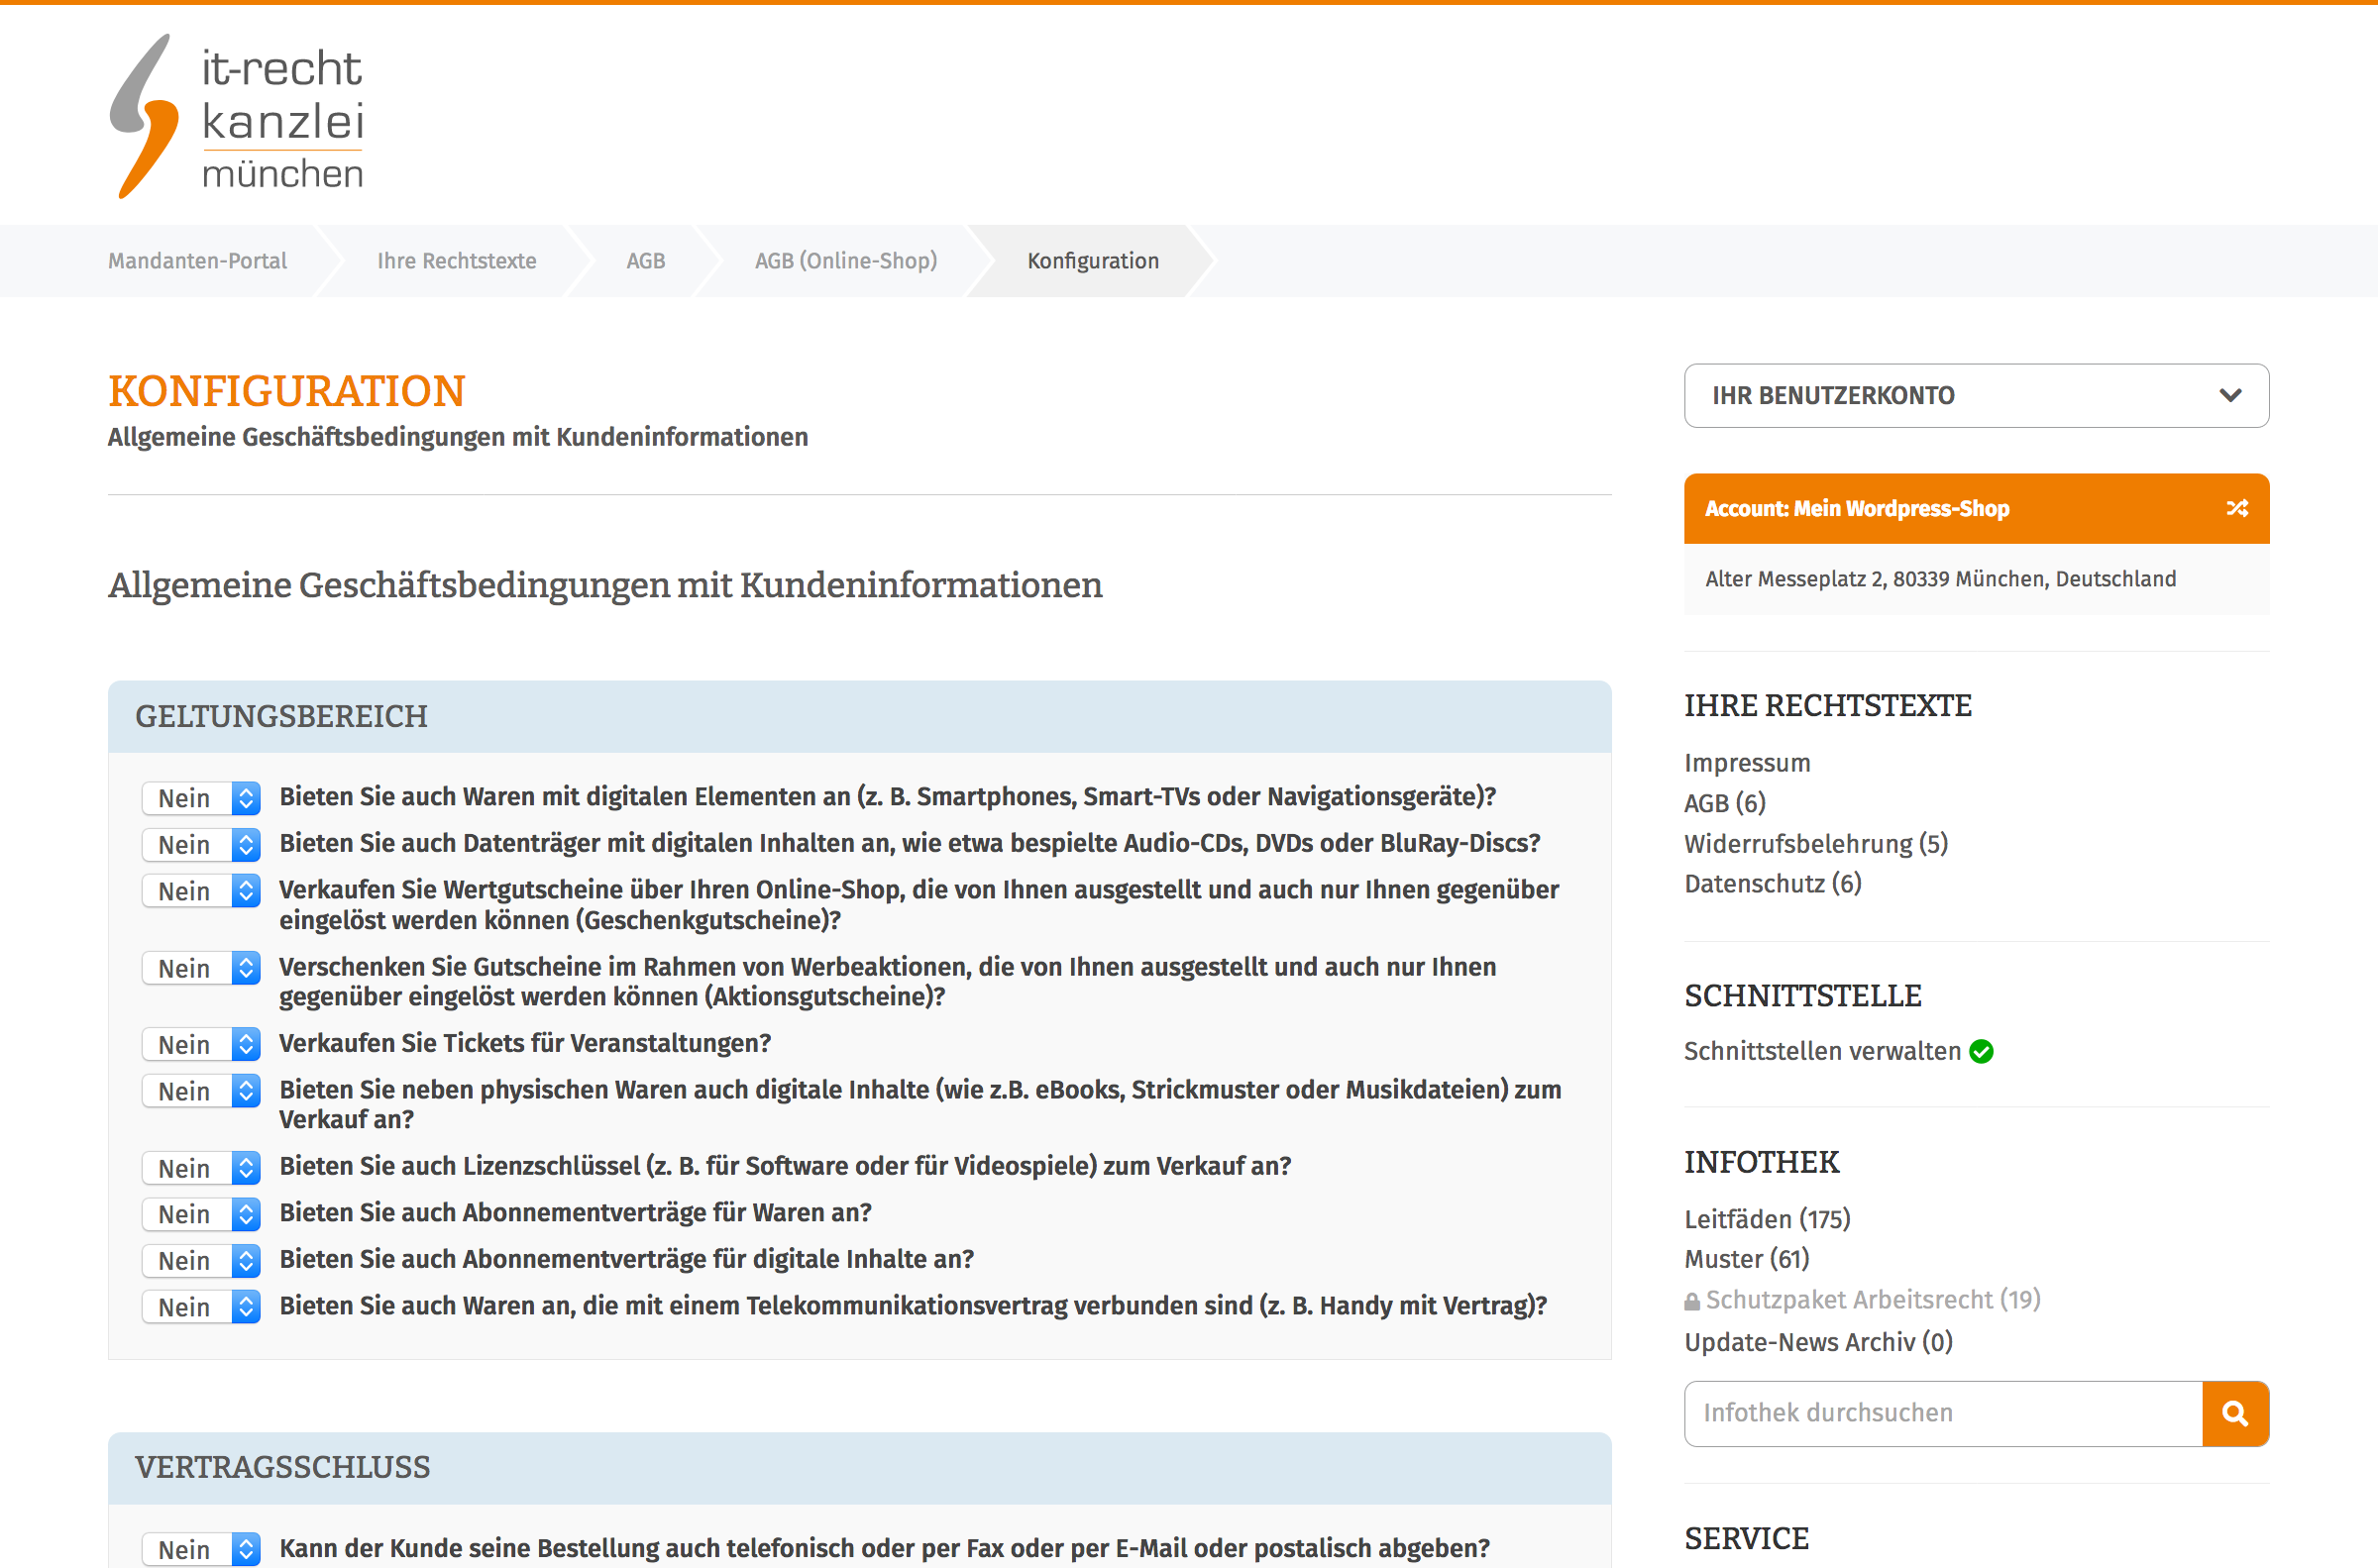 it-recht
kanzlei
münchen
Mandanten-Portal
Ihre Rechtstexte
AGB
AGB (Online-Shop)
Konfiguration
KONFIGURATION
Allgemeine Geschäftsbedingungen mit Kundeninformationen
Allgemeine Geschäftsbedingungen mit Kundeninformationen
GELTUNGSBEREICH
Nein Bieten Sie auch Waren mit digitalen Elementen an (z. B. Smartphones, Smart-TVs oder Navigationsgeräte)?
Nein Bieten Sie auch Datenträger mit digitalen Inhalten an, wie etwa bespielte Audio-CDs, DVDs oder BluRay-Discs?
Nein Verkaufen Sie Wertgutscheine über Ihren Online-Shop, die von Ihnen ausgestellt und auch nur Ihnen gegenüber
eingelöst werden können (Geschenkgutscheine)?
Nein Verschenken Sie Gutscheine im Rahmen von Werbeaktionen, die von Ihnen ausgestellt und auch nur Ihnen
gegenüber eingelöst werden können (Aktionsgutscheine)?
Nein Verkaufen Sie Tickets für Veranstaltungen?
Nein Bieten Sie neben physischen Waren auch digitale Inhalte (wie z.B. eBooks, Strickmuster oder Musikdateien) zum
Verkauf an?
Nein Bieten Sie auch Lizenzschlüssel (z. B. für Software oder für Videospiele) zum Verkauf an?
Nein Bieten Sie auch Abonnementverträge für Waren an?
Nein Bieten Sie auch Abonnementverträge für digitale Inhalte an?
Nein Bieten Sie auch Waren an, die mit einem Telekommunikationsvertrag verbunden sind (z. B. Handy mit Vertrag)?
VERTRAGSSCHLUSS
Nein Kann der Kunde seine Bestellung auch telefonisch oder per Fax oder per E-Mail oder postalisch abgeben?
IHR BENUTZERKONTO
Account: Mein Wordpress-Shop
Alter Messeplatz 2, 80339 München, Deutschland
IHRE RECHTSTEXTE
Impressum
AGB (6)
Widerrufsbelehrung (5)
Datenschutz (6)
SCHNITTSTELLE
Schnittstellen verwalten
INFOTHEK
Leitfäden (175)
Muster (61)
Schutzpaket Arbeitsrecht (19)
Update-News Archiv (0)
Infothek durchsuchen
SERVICE